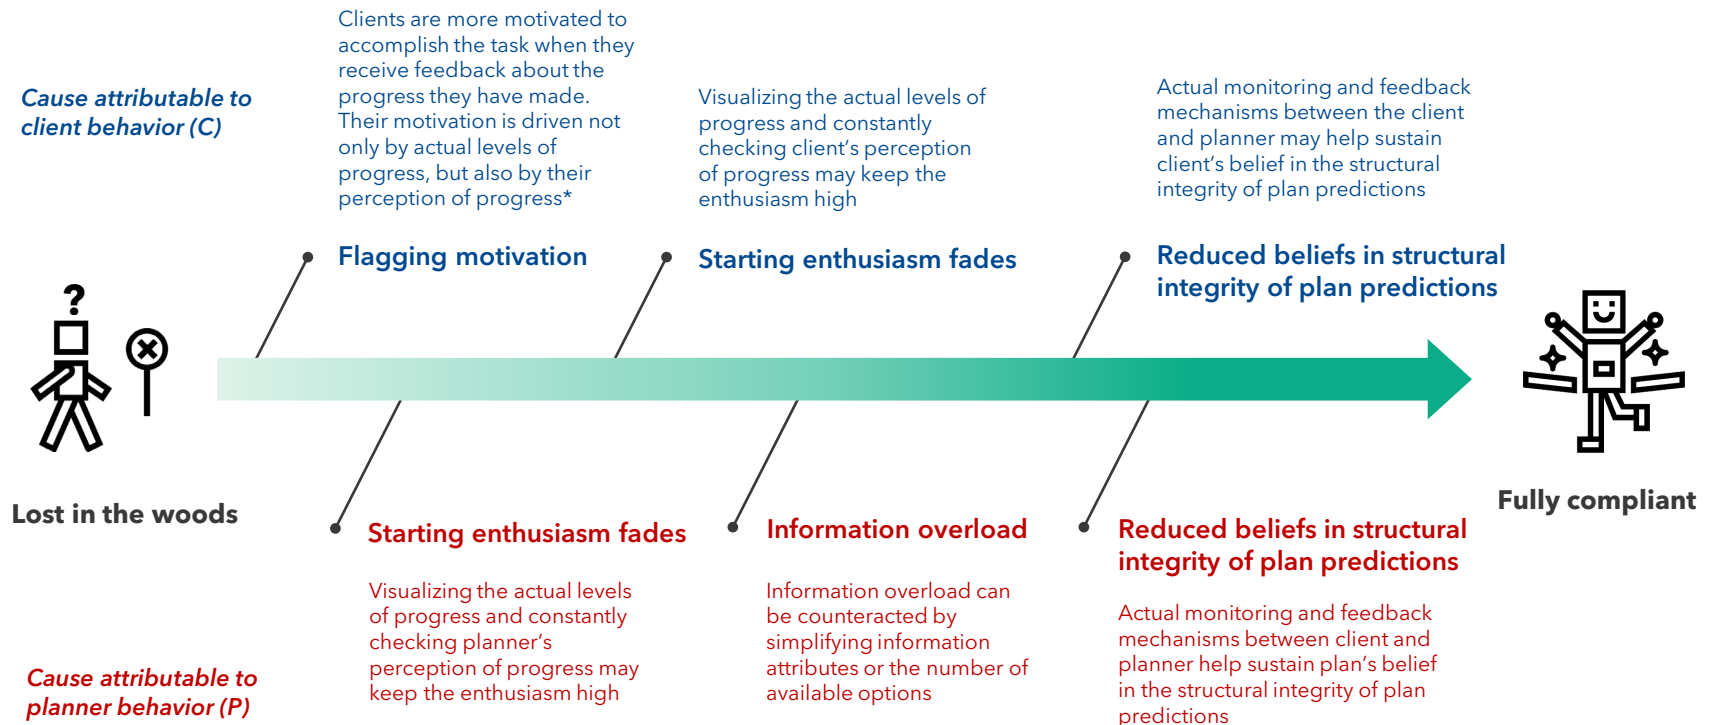 Cause attributable to
client behavior (C)
Clients are more motivated to
accomplish the task when they
receive feedback about the
progress they have made.
Their motivation is driven not
only by actual levels of
progress, but also by their
perception of progress*
Flagging motivation
Visualizing the actual levels of
progress and constantly
checking client’s perception
of progress may keep the
enthusiasm high
Starting enthusiasm fades
Actual monitoring and feedback
mechanisms between the client
and planner may help sustain
client’s belief in the structural
integrity of plan predictions
Reduced beliefs in structural
integrity of plan predictions
?
Lost in the woods
Fully compliant
Cause attributable to
planner behavior (P)
Starting enthusiasm fades
Visualizing the actual levels
of progress and constantly
checking planner’s
perception of progress may
keep the enthusiasm high
Information overload
Information overload can
be counteracted by
simplifying information
attributes or the number of
available options
Reduced beliefs in structural
integrity of plan predictions
Actual monitoring and feedback
mechanisms between client and
planner help sustain plan’s belief
in the structural integrity of plan
predictions